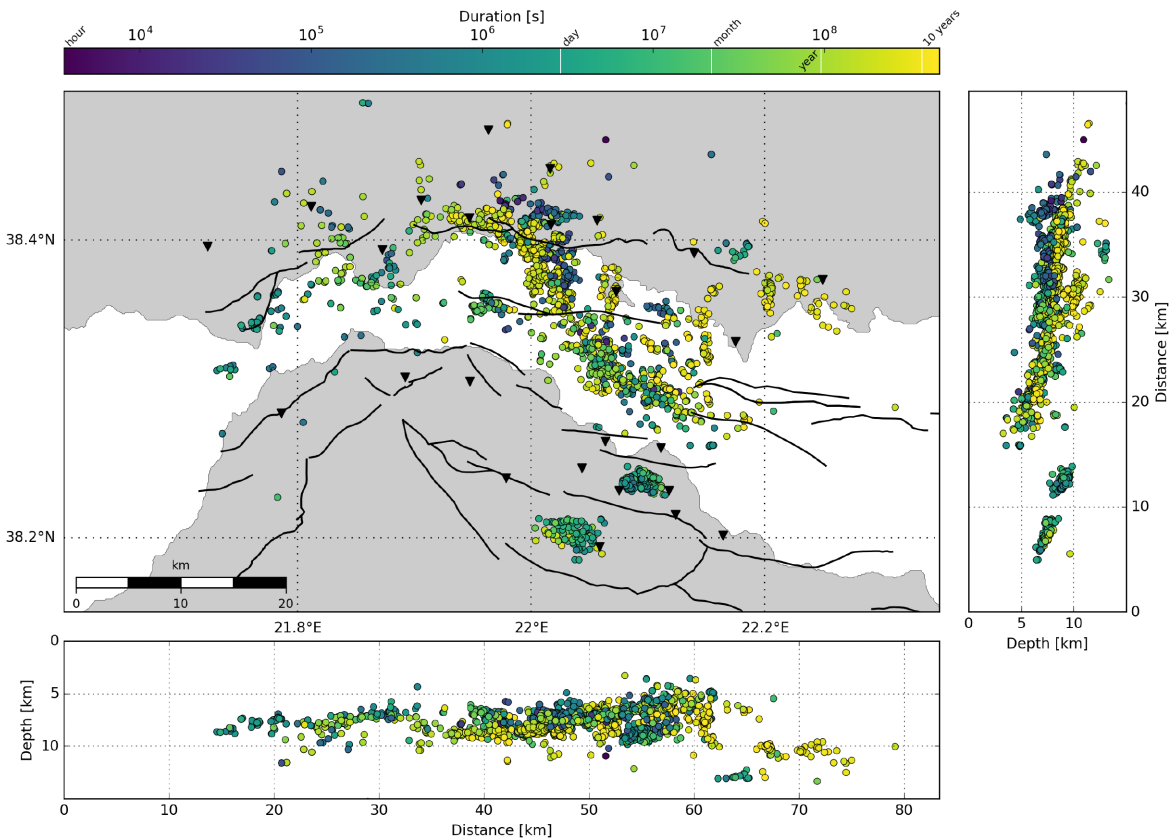 Duration [s]
hour 10⁴ 10⁵ 10⁶ day 10⁷ month year 10⁸ 10 years
38.4°N
38.2°N
km
0 10 20
21.8°E 22°E 22.2°E
40
30
20
10
0
Distance [km]
0 5 10
Depth [km]
0
5
10
Depth [km]
0 10 20 30 40 50 60 70 80
Distance [km]